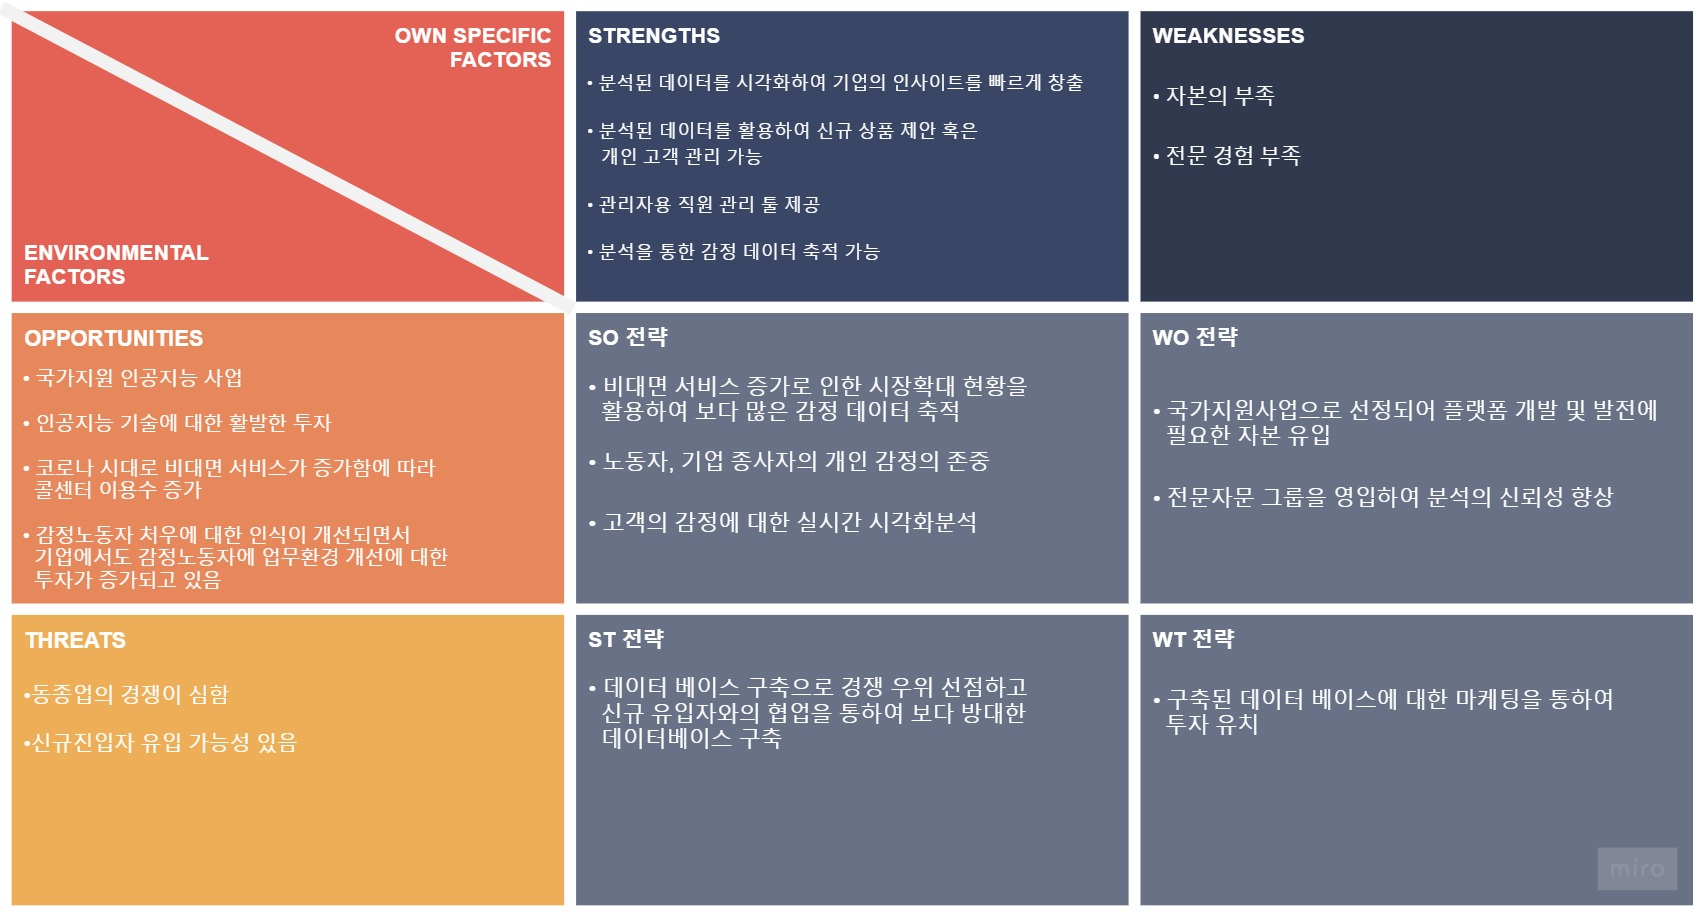 OWN SPECIFIC
FACTORS
ENVIRONMENTAL
FACTORS
STRENGTHS
• 분석된 데이터를 시각화하여 기업의 인사이트를 빠르게 창출
• 분석된 데이터를 활용하여 신규 상품 제안 혹은
개인 고객 관리 가능
• 관리자용 직원 관리 툴 제공
• 분석을 통한 감정 데이터 축적 가능
WEAKNESSES
• 자본의 부족
• 전문 경험 부족
OPPORTUNITIES
• 국가지원 인공지능 사업
• 인공지능 기술에 대한 활발한 투자
• 코로나 시대로 비대면 서비스가 증가함에 따라
콜센터 이용수 증가
• 감정노동자 처우에 대한 인식이 개선되면서
기업에서도 감정노동자에 업무환경 개선에 대한
투자가 증가되고 있음
SO 전략
• 비대면 서비스 증가로 인한 시장확대 현황을
활용하여 보다 많은 감정 데이터 축적
• 노동자, 기업 종사자의 개인 감정의 존중
• 고객의 감정에 대한 실시간 시각화분석
WO 전략
• 국가지원사업으로 선정되어 플랫폼 개발 및 발전에
필요한 자본 유입
• 전문자문 그룹을 영입하여 분석의 신뢰성 향상
THREATS
•동종업의 경쟁이 심함
•신규진입자 유입 가능성 있음
ST 전략
• 데이터 베이스 구축으로 경쟁 우위 선점하고
신규 유입자와의 협업을 통하여 보다 방대한
데이터베이스 구축
WT 전략
• 구축된 데이터 베이스에 대한 마케팅을 통하여
투자 유치
miro